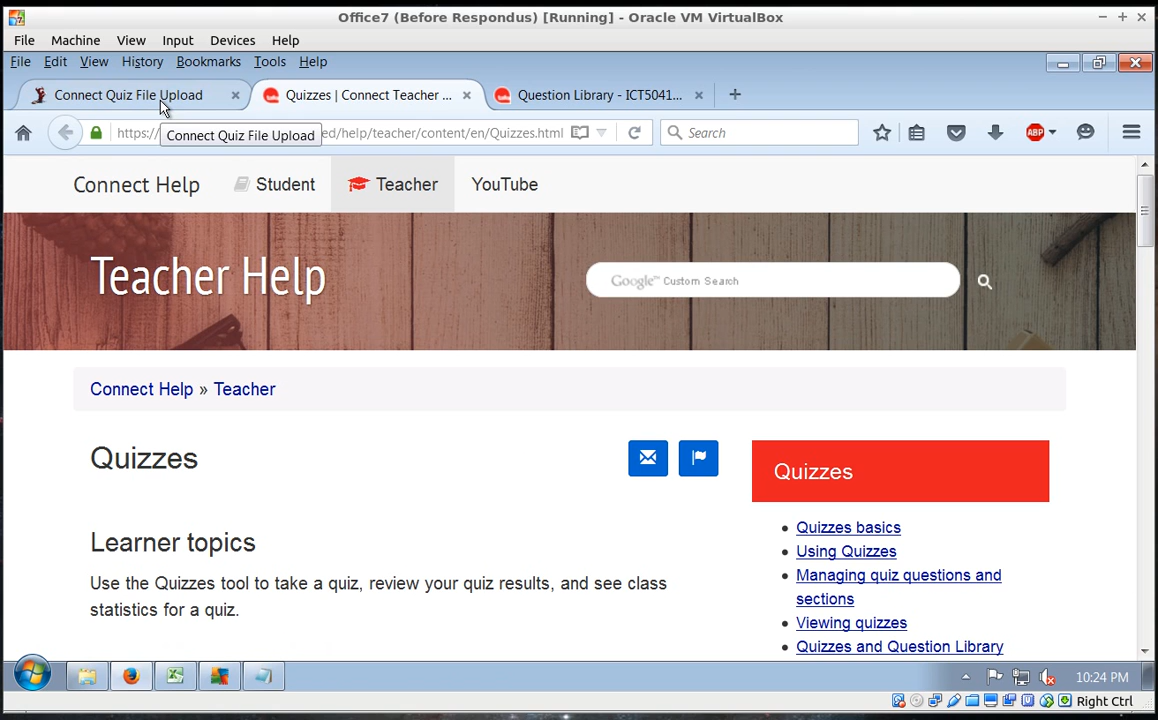 Office7 (Before Respondus) [Running] - Oracle VM VirtualBox
File Machine View Input Devices Help
File Edit View History Bookmarks Tools Help
Connect Quiz File Upload
Quizzes | Connect Teacher ...
Question Library - ICT5041...
https://
Connect Quiz File Upload
ed/help/teacher/content/en/Quizzes.html
Search
ABP
Connect Help
Student
Teacher
YouTube
Teacher Help
Google™ Custom Search
Connect Help » Teacher
Quizzes
Learner topics
Use the Quizzes tool to take a quiz, review your quiz results, and see class
statistics for a quiz.
Quizzes
Quizzes basics
Using Quizzes
Managing quiz questions and
sections
Viewing quizzes
Quizzes and Question Library
10:24 PM
Right Ctrl